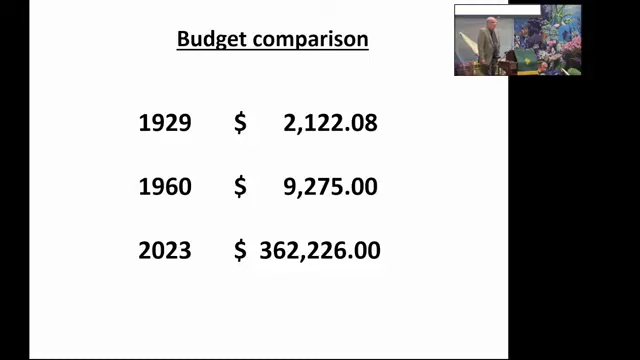 Budget comparison
1929 $ 2,122.08
1960 $ 9,275.00
2023 $ 362,226.00